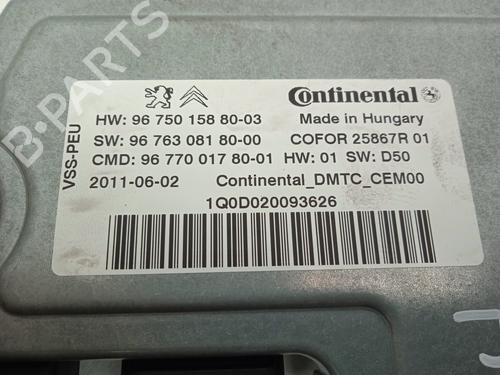 B-PARTS
Continental
HW: 96 750 158 80-03
Made in Hungary
SW: 96 763 081 80-00
COFOR 25867R 01
CMD: 96 770 017 80-01 HW: 01 SW: D50
2011-06-02 Continental_DMTC_CEM00
1Q0D020093626
VSS-PEU